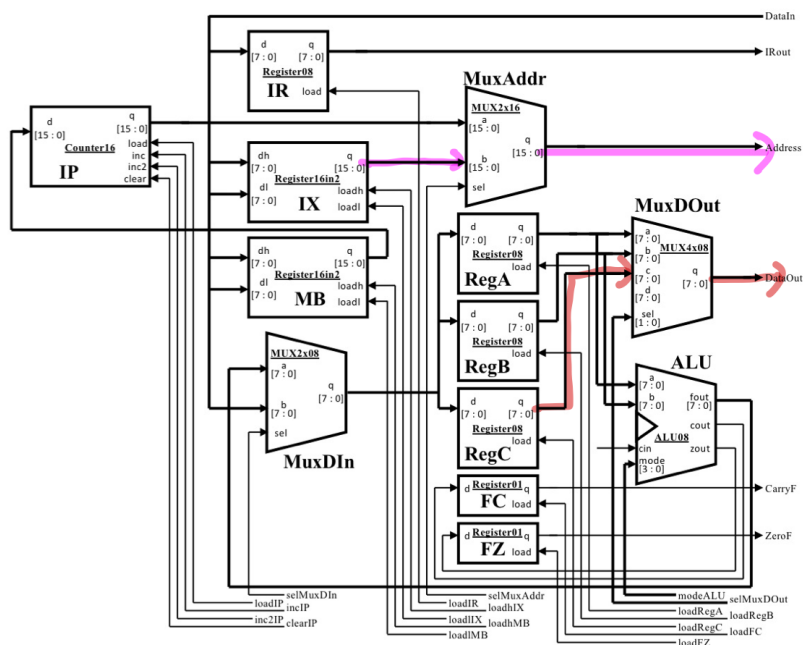 DataIn
d q
[7 : 0] [7 : 0]
Register08
IR load
IRout
MuxAddr
MUX2x16
a
[15 : 0]
q
[15 : 0]
b
[15 : 0]
sel
Address
d q
[15 : 0] [15 : 0]
Counter16
load
inc
inc2
clear
IP
dh q
[7 : 0] [15 : 0]
Register16in2
dl
[7 : 0]
loadh
loadl
IX
dh q
[7 : 0] [15 : 0]
Register16in2
dl
[7 : 0]
loadh
loadl
MB
d q
[7 : 0] [7 : 0]
Register08
load
RegA
d q
[7 : 0] [7 : 0]
Register08
load
RegB
d q
[7 : 0] [7 : 0]
Register08
load
RegC
MuxDOut
a
[7 : 0]
MUX4x08
b
[7 : 0]
c
[7 : 0]
q
[7 : 0]
d
[7 : 0]
sel
[1 : 0]
DataOut
MUX2x08
a
[7 : 0]
q
[7 : 0]
b
[7 : 0]
sel
MuxDIn
ALU
a
[7 : 0]
fout
[7 : 0]
b
[7 : 0]
cout
ALU08
cin zout
mode
[3 : 0]
d Register01 q
FC load
CarryF
d Register01 q
FZ load
ZeroF
selMuxDIn
loadIP
incIP
inc2IP
clearIP
selMuxAddr
loadIR
loadhIX
loadlIX
loadhMB
loadlMB
modeALU
selMuxDOut
loadRegA
loadRegB
loadRegC
loadFC
loadFZ